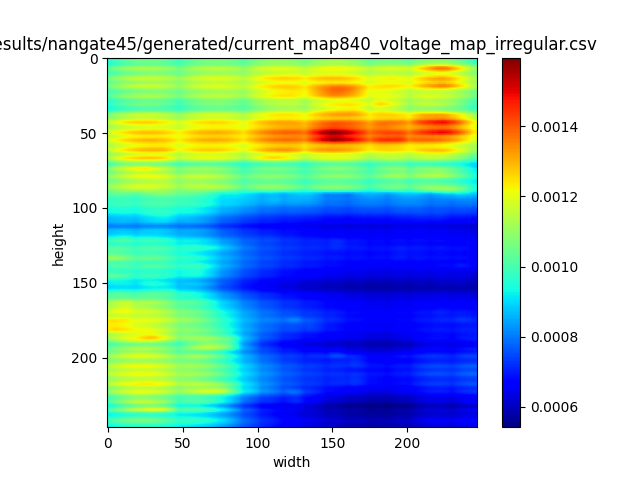 esults/nangate45/generated/current_map840_voltage_map_irregular.csv
0
50
100
150
200
height
0 50 100 150 200
width
0.0014
0.0012
0.0010
0.0008
0.0006